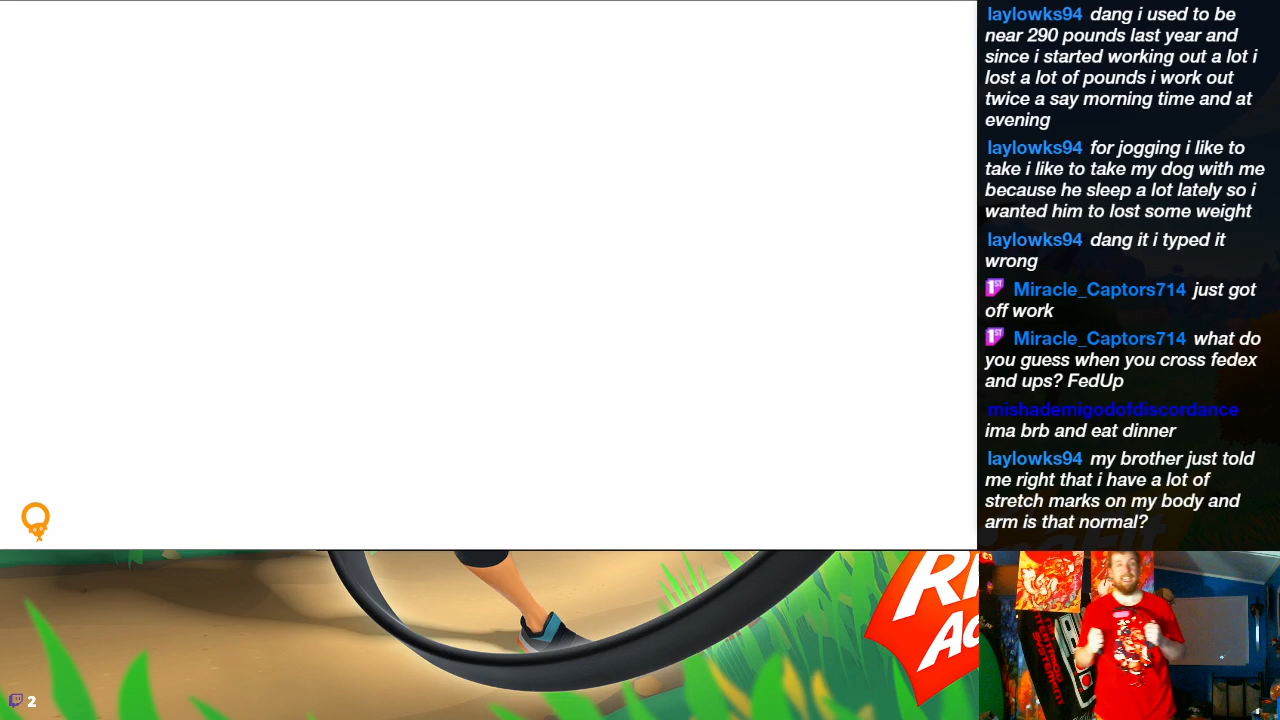 laylowks94 dang i used to be
near 290 pounds last year and
since i started working out a lot i
lost a lot of pounds i work out
twice a say morning time and at
evening
laylowks94 for jogging i like to
take i like to take my dog with me
because he sleep a lot lately so i
wanted him to lost some weight
laylowks94 dang it i typed it
wrong
1ST Miracle_Captors714 just got
off work
1ST Miracle_Captors714 what do
you guess when you cross fedex
and ups? FedUp
mishademigodofdiscordance
ima brb and eat dinner
laylowks94 my brother just told
me right that i have a lot of
stretch marks on my body and
arm is that normal?
2